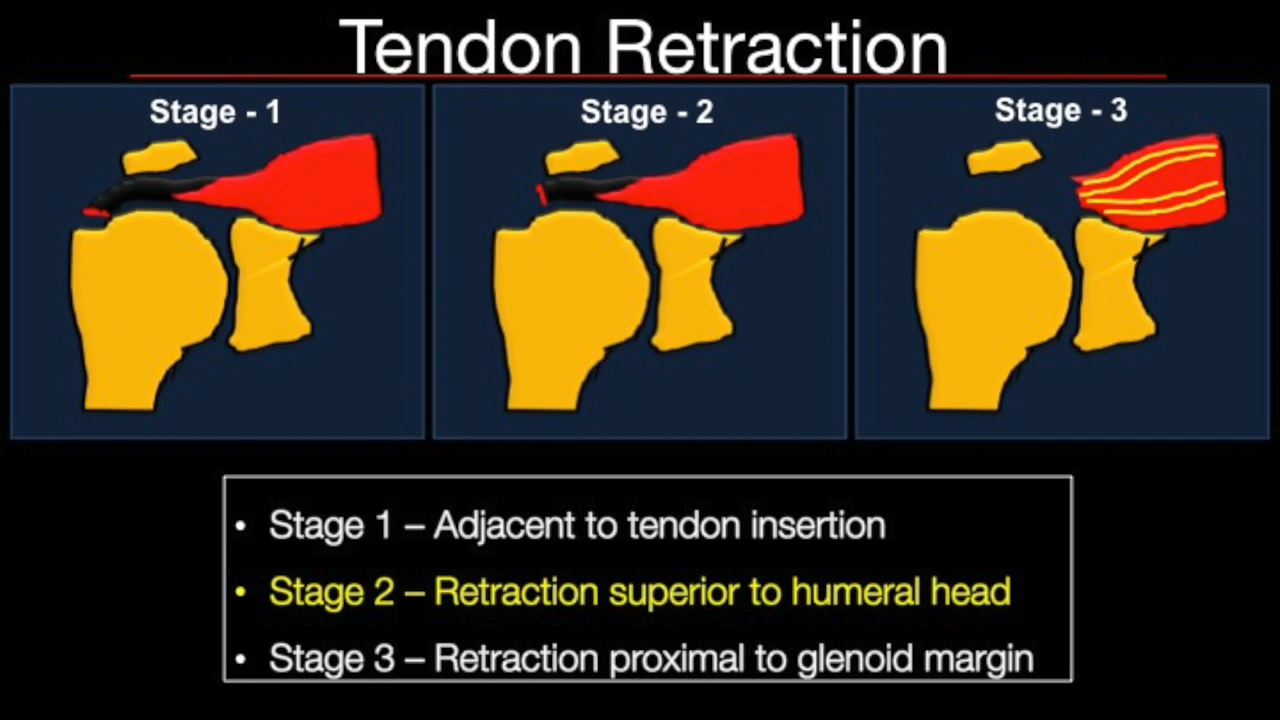 Tendon Retraction
Stage - 1
Stage - 2
Stage - 3
• Stage 1 – Adjacent to tendon insertion
• Stage 2 – Retraction superior to humeral head
• Stage 3 – Retraction proximal to glenoid margin